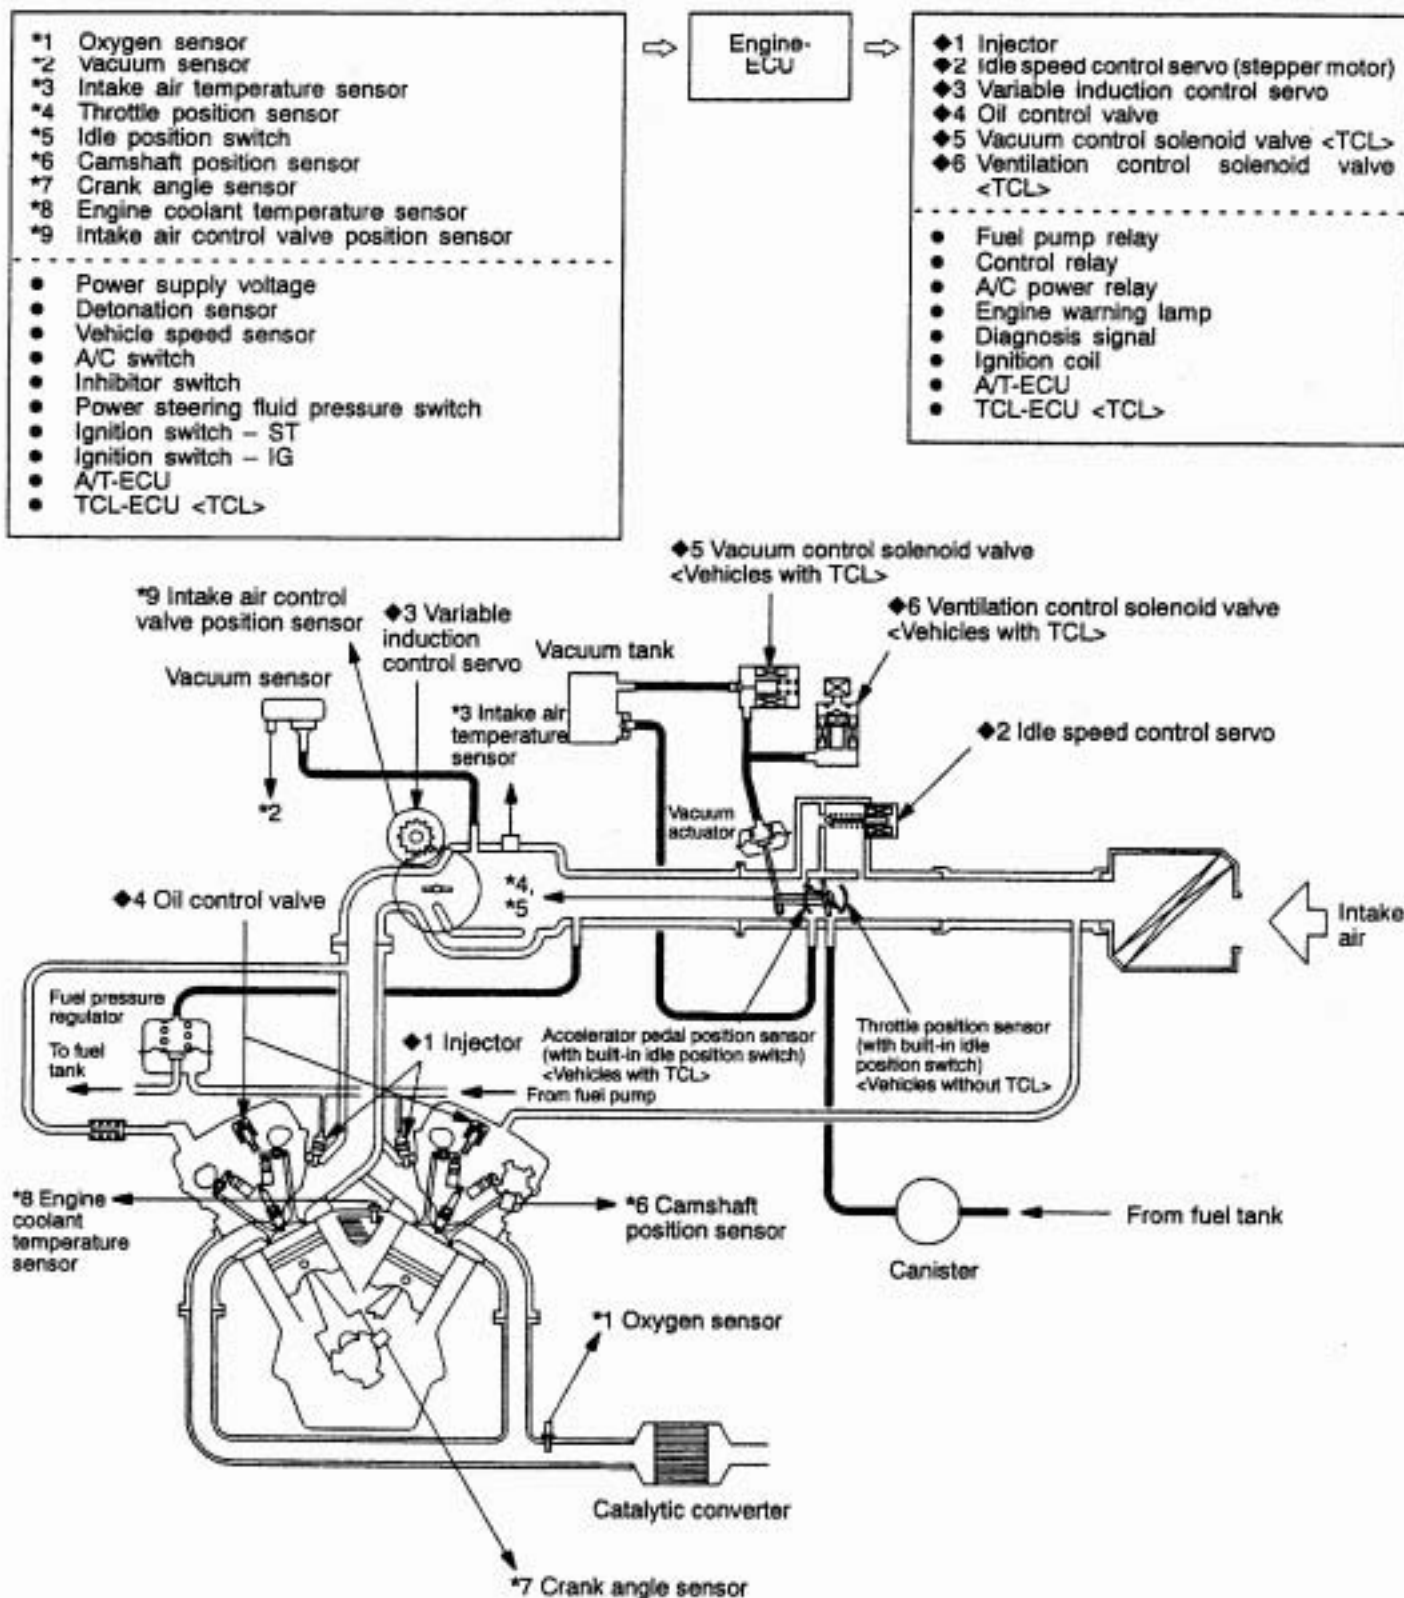 *1 Oxygen sensor
*2 Vacuum sensor
*3 Intake air temperature sensor
*4 Throttle position sensor
*5 Idle position switch
*6 Camshaft position sensor
*7 Crank angle sensor
*8 Engine coolant temperature sensor
*9 Intake air control valve position sensor
● Power supply voltage
● Detonation sensor
● Vehicle speed sensor
● A/C switch
● Inhibitor switch
● Power steering fluid pressure switch
● Ignition switch – ST
● Ignition switch – IG
● A/T-ECU
● TCL-ECU <TCL>
Engine-
ECU
◆1 Injector
◆2 Idle speed control servo (stepper motor)
◆3 Variable induction control servo
◆4 Oil control valve
◆5 Vacuum control solenoid valve <TCL>
◆6 Ventilation control solenoid valve
<TCL>
● Fuel pump relay
● Control relay
● A/C power relay
● Engine warning lamp
● Diagnosis signal
● Ignition coil
● A/T-ECU
● TCL-ECU <TCL>
◆5 Vacuum control solenoid valve
<Vehicles with TCL>
*9 Intake air control
valve position sensor
◆3 Variable
induction
control servo
◆6 Ventilation control solenoid valve
<Vehicles with TCL>
Vacuum tank
Vacuum sensor
*3 Intake air
temperature
sensor
◆2 Idle speed control servo
*2
Vacuum
actuator
*4,
*5
◆4 Oil control valve
Intake
air
Fuel pressure
regulator
To fuel
tank
◆1 Injector
From fuel pump
Accelerator pedal position sensor
(with built-in idle position switch)
<Vehicles with TCL>
Throttle position sensor
(with built-in idle
position switch)
<Vehicles without TCL>
*8 Engine
coolant
temperature
sensor
*6 Camshaft
position sensor
From fuel tank
Canister
*1 Oxygen sensor
Catalytic converter
*7 Crank angle sensor